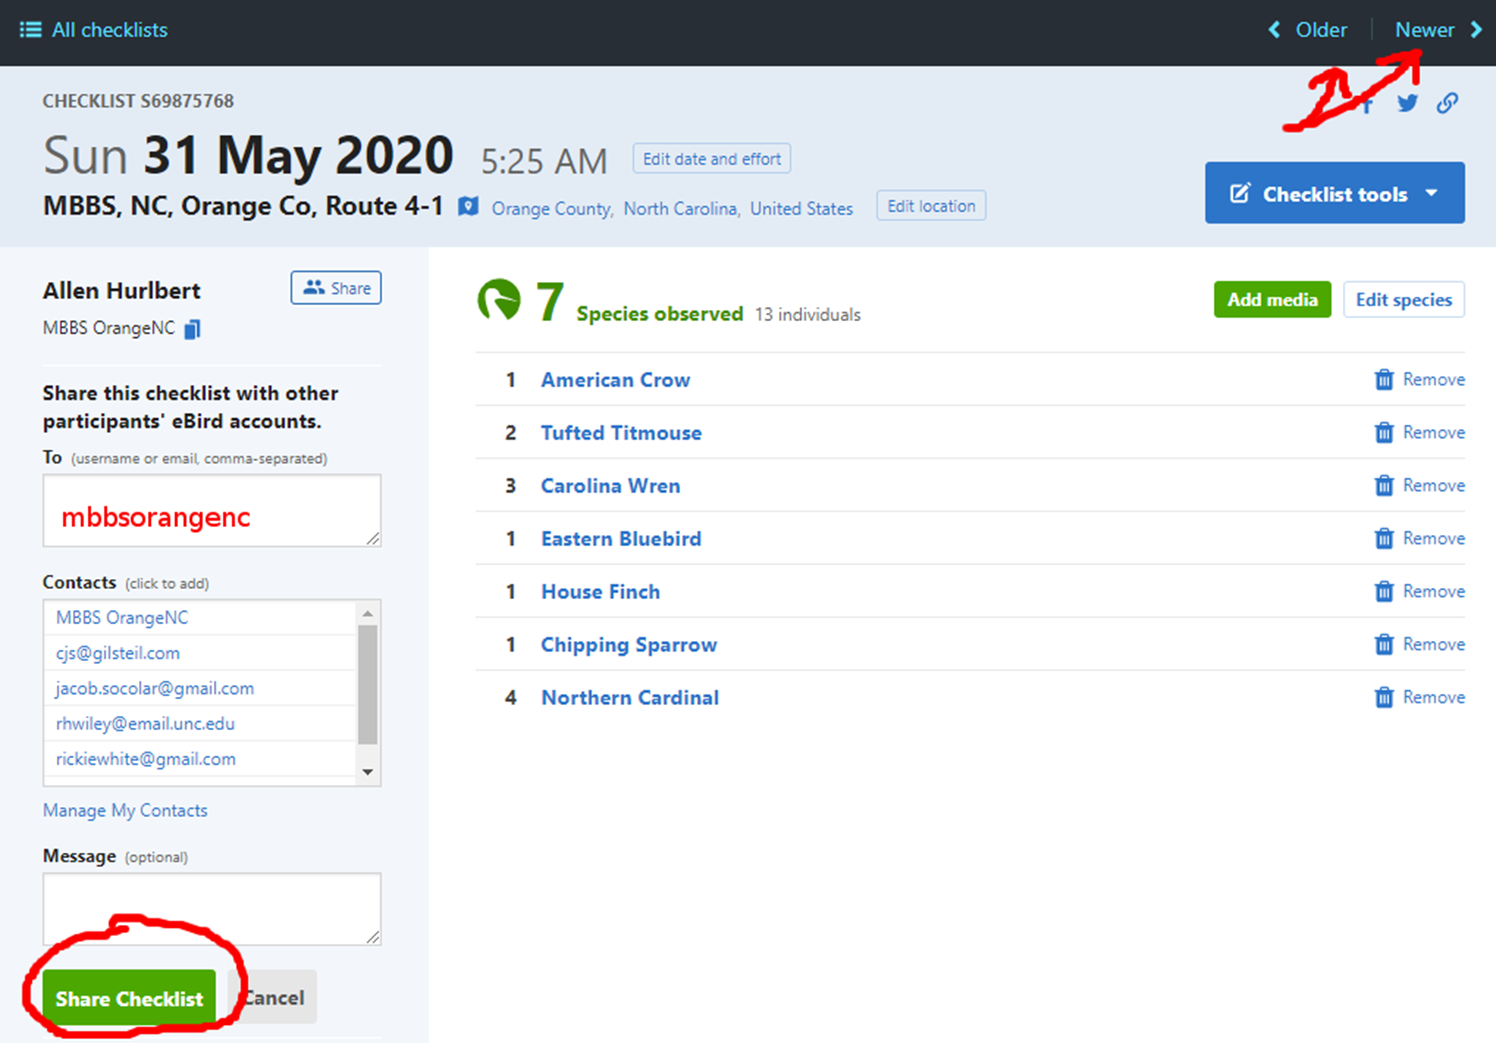 All checklists
Older
Newer
CHECKLIST S69875768
Sun 31 May 2020 5:25 AM Edit date and effort
MBBS, NC, Orange Co, Route 4-1 Orange County, North Carolina, United States Edit location
Checklist tools
Allen Hurlbert
Share
MBBS OrangeNC
Share this checklist with other
participants' eBird accounts.
To (username or email, comma-separated)
mbbsorangenc
Contacts (click to add)
MBBS OrangeNC
cjs@gilsteil.com
jacob.socolar@gmail.com
rhwiley@email.unc.edu
rickiewhite@gmail.com
Manage My Contacts
Message (optional)
Share Checklist
Cancel
7 Species observed 13 individuals
Add media
Edit species
1 American Crow Remove
2 Tufted Titmouse Remove
3 Carolina Wren Remove
1 Eastern Bluebird Remove
1 House Finch Remove
1 Chipping Sparrow Remove
4 Northern Cardinal Remove